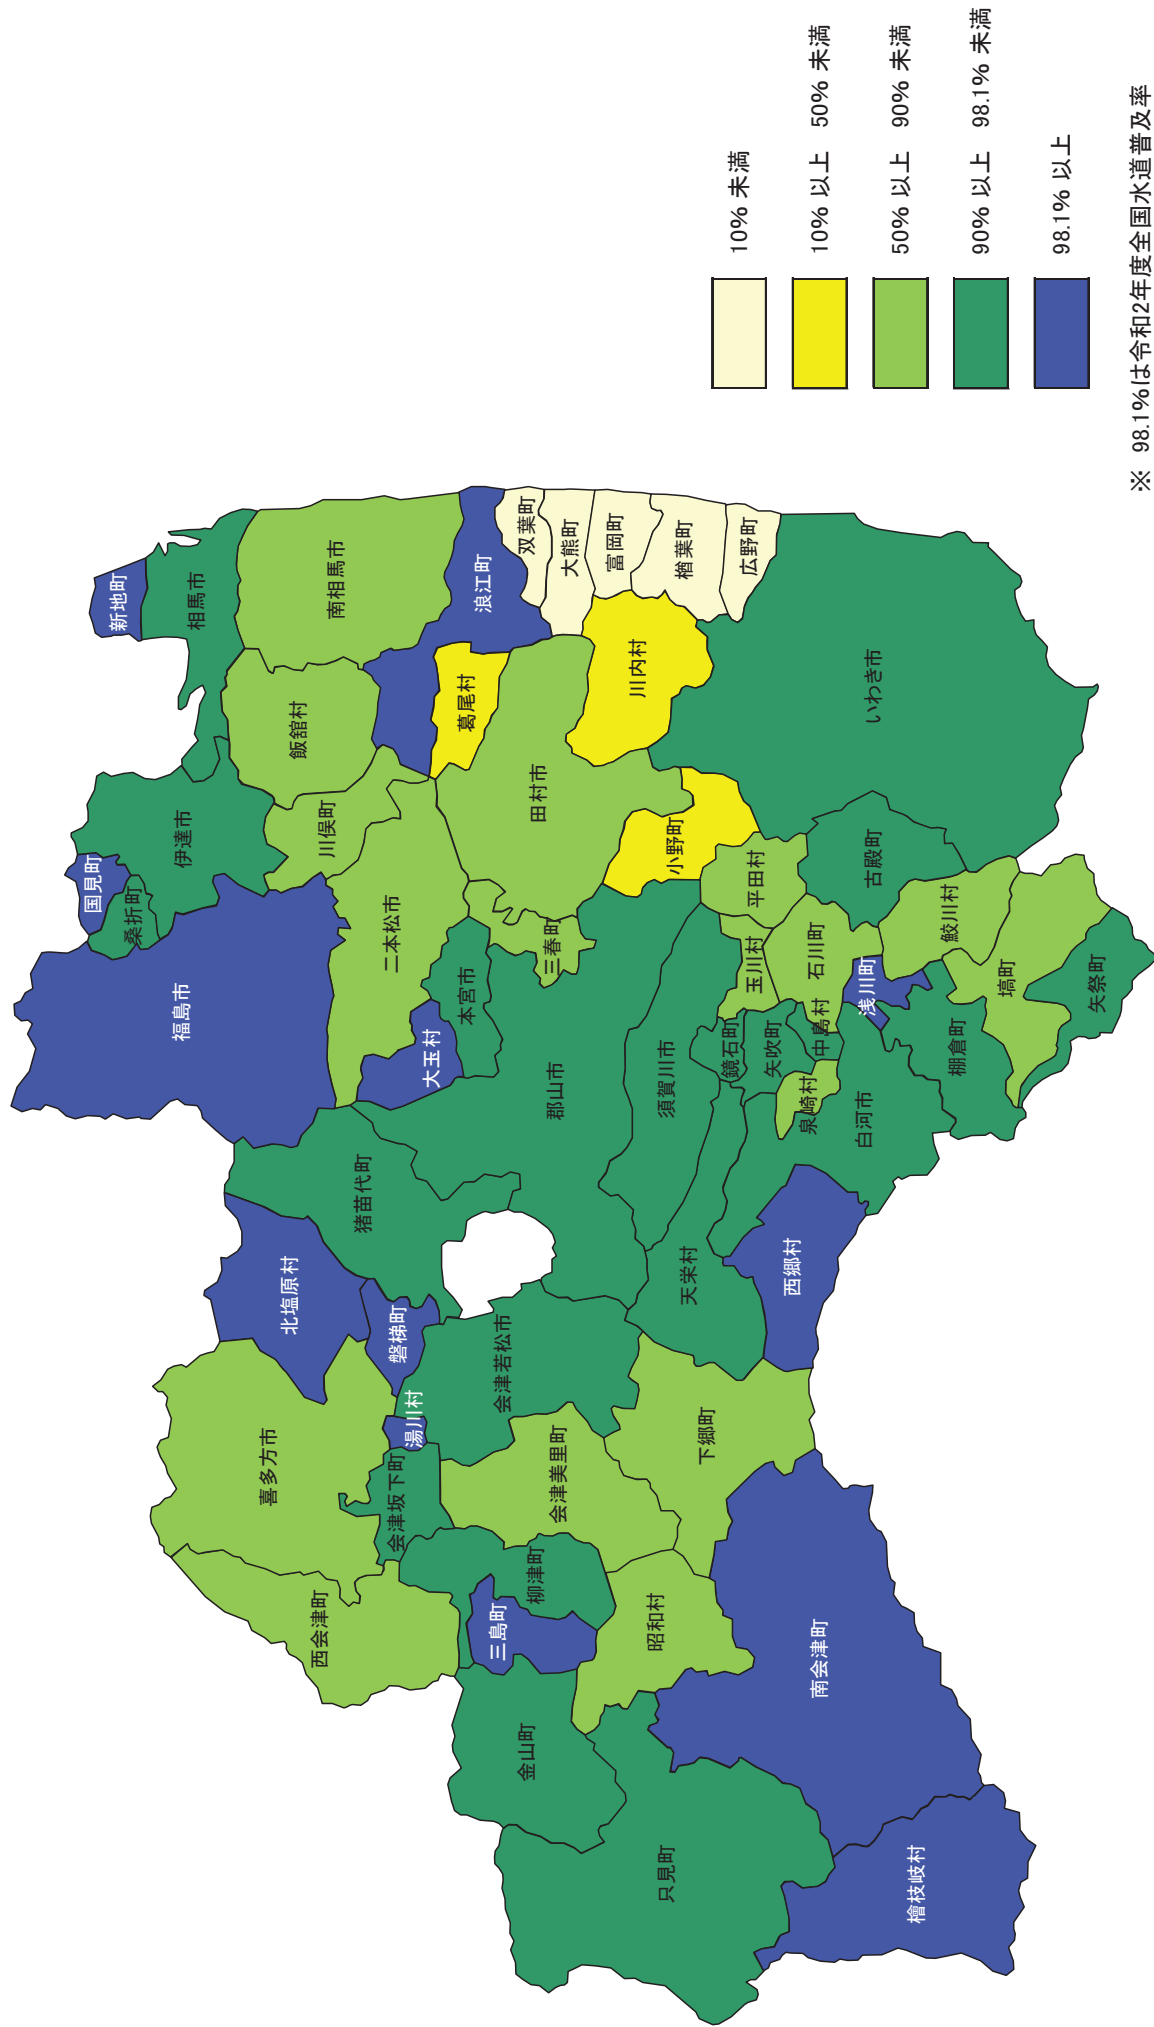 新地町
相馬市
南相馬市
浪江町
双葉町
大熊町
富岡町
楢葉町
広野町
川内村
葛尾村
飯舘村
いわき市
田村市
川俣町
伊達市
国見町
桑折町
福島市
二本松市
本宮市
大玉村
三春町
小野町
平田村
古殿町
鮫川村
塙町
矢祭町
棚倉町
浅川町
石川町
玉川村
中島村
矢吹町
鏡石町
須賀川市
郡山市
泉崎村
白河市
西郷村
天栄村
猪苗代町
北塩原村
磐梯町
会津若松市
湯川村
喜多方市
会津坂下町
会津美里町
下郷町
西会津町
柳津町
三島町
昭和村
南会津町
金山町
只見町
檜枝岐村
10% 未満
10% 以上 50% 未満
50% 以上 90% 未満
90% 以上 98.1% 未満
98.1% 以上
※ 98.1%は令和2年度全国水道普及率